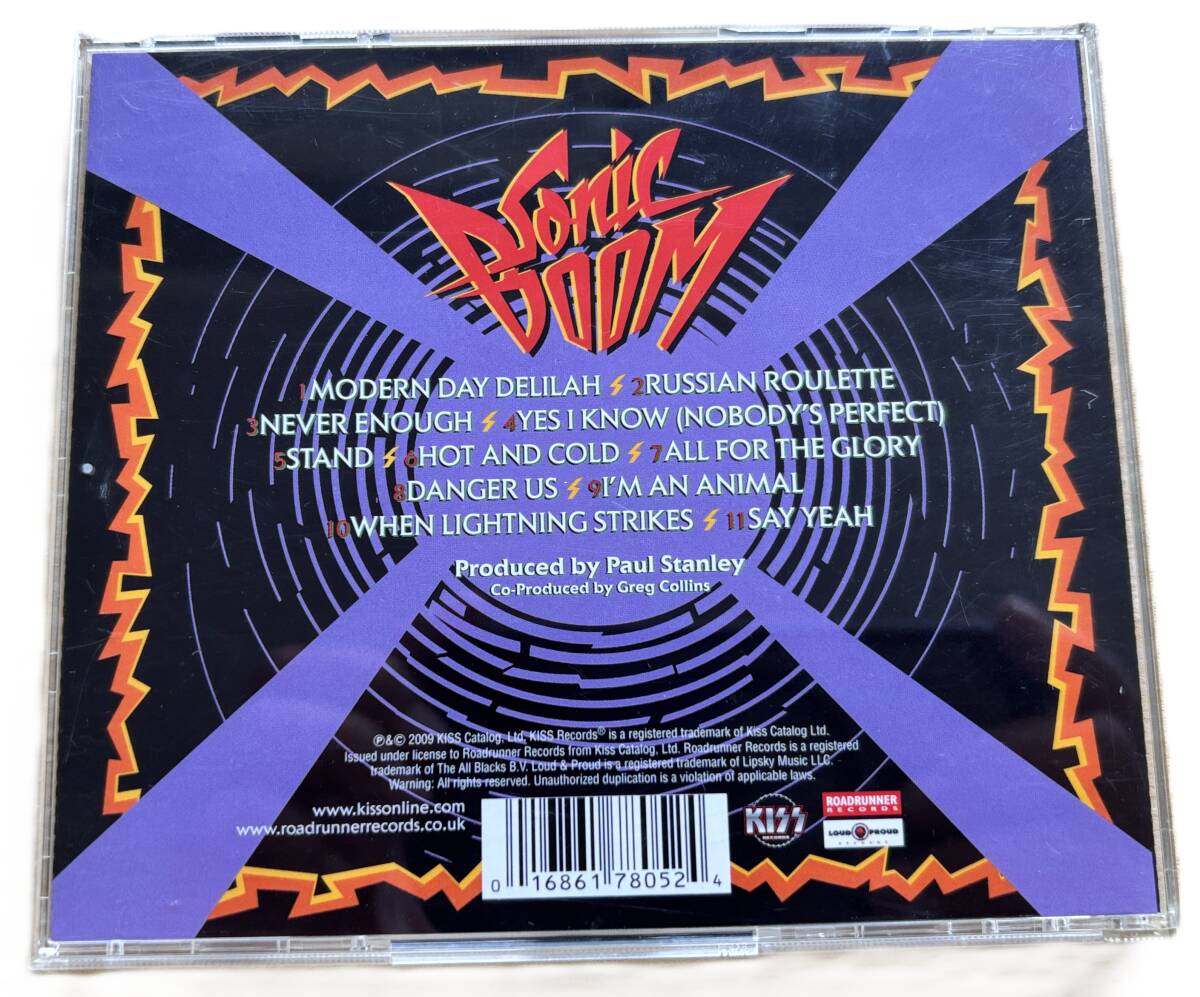 Sonic
BOOM
1 MODERN DAY DELILAH 2 RUSSIAN ROULETTE
3 NEVER ENOUGH 4 YES I KNOW (NOBODY'S PERFECT)
5 STAND 6 HOT AND COLD 7 ALL FOR THE GLORY
8 DANGER US 9 I'M AN ANIMAL
10 WHEN LIGHTNING STRIKES 11 SAY YEAH
Produced by Paul Stanley
Co-Produced by Greg Collins
℗&© 2009 KISS Catalog, Ltd, KISS Records® is a registered trademark of Kiss Catalog Ltd.
Issued under license to Roadrunner Records from Kiss Catalog, Ltd. Roadrunner Records is a registered
trademark of The All Blacks B.V. Loud & Proud is a registered trademark of Lipsky Music LLC.
Warning: All rights reserved. Unauthorized duplication is a violation of applicable laws.
www.kissonline.com
www.roadrunnerrecords.co.uk
0 16861 78052 4
KISS
RECORDS
ROADRUNNER
RECORDS
LOUD PROUD
RECORDS